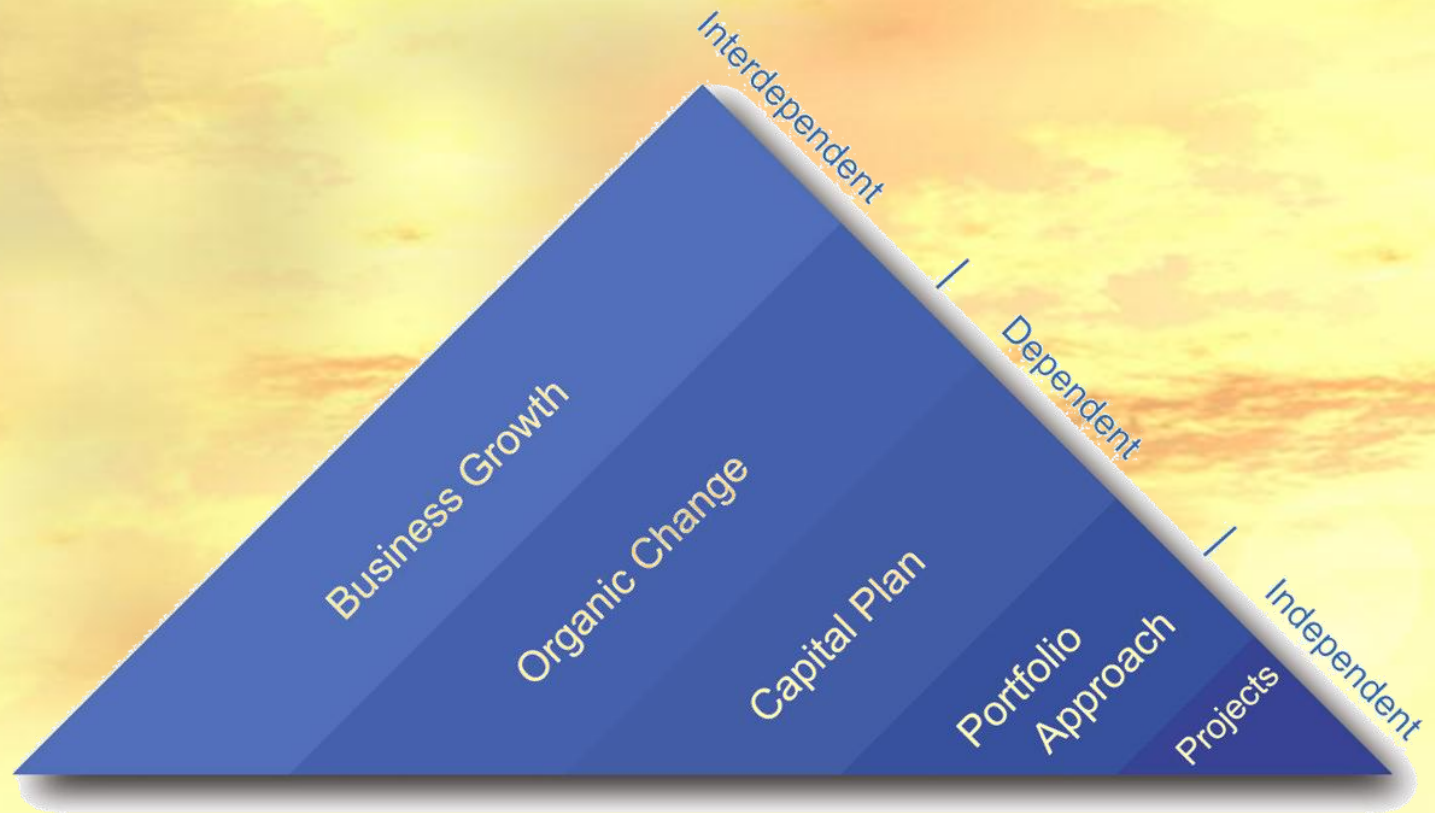 Interdependent
Dependent
Independent
Business Growth
Organic Change
Capital Plan
Portfolio
Approach
Projects